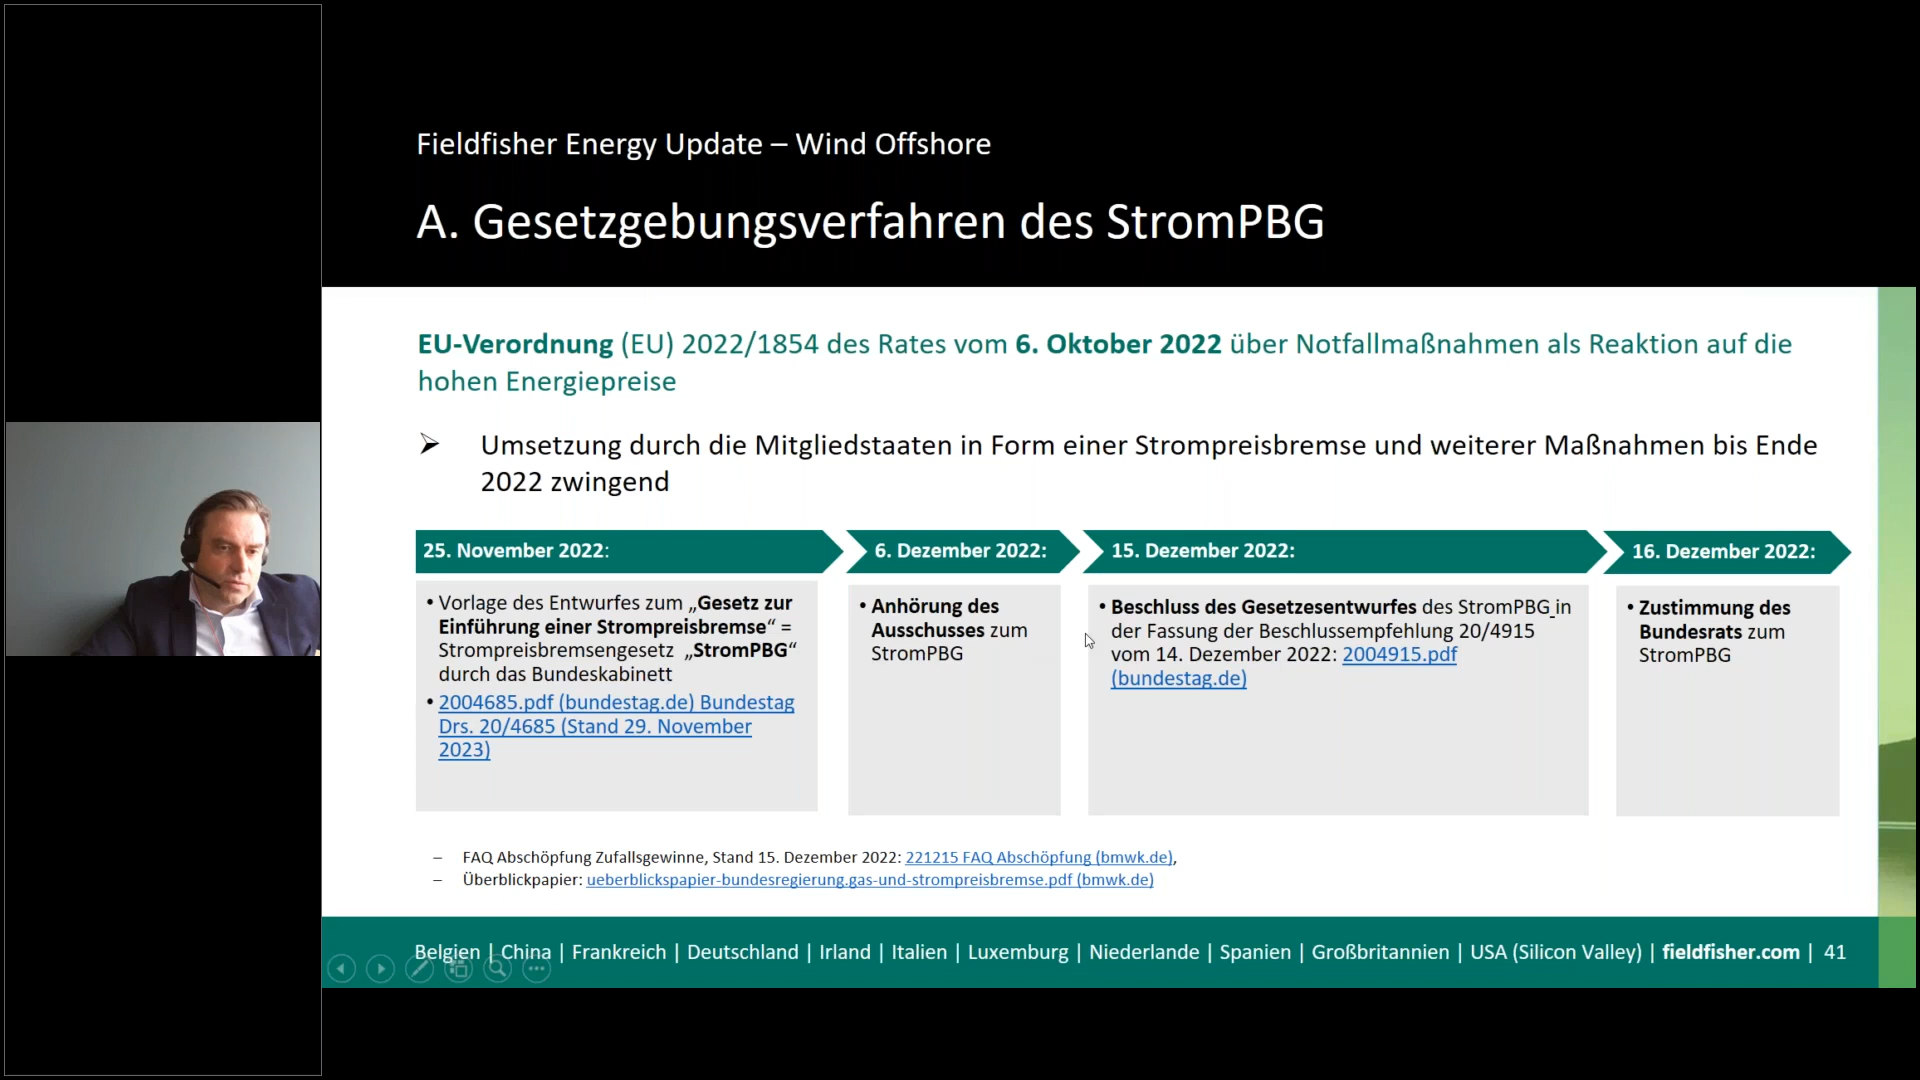 Fieldfisher Energy Update – Wind Offshore
A. Gesetzgebungsverfahren des StromPBG
EU-Verordnung (EU) 2022/1854 des Rates vom 6. Oktober 2022 über Notfallmaßnahmen als Reaktion auf die
hohen Energiepreise
➢ Umsetzung durch die Mitgliedstaaten in Form einer Strompreisbremse und weiterer Maßnahmen bis Ende
2022 zwingend
25. November 2022:
• Vorlage des Entwurfes zum „Gesetz zur
Einführung einer Strompreisbremse“ =
Strompreisbremsengesetz „StromPBG“
durch das Bundeskabinett
• 2004685.pdf (bundestag.de) Bundestag
Drs. 20/4685 (Stand 29. November
2023)
6. Dezember 2022:
• Anhörung des
Ausschusses zum
StromPBG
15. Dezember 2022:
• Beschluss des Gesetzesentwurfes des StromPBG in
der Fassung der Beschlussempfehlung 20/4915
vom 14. Dezember 2022: 2004915.pdf
(bundestag.de)
16. Dezember 2022:
• Zustimmung des
Bundesrats zum
StromPBG
– FAQ Abschöpfung Zufallsgewinne, Stand 15. Dezember 2022: 221215 FAQ Abschöpfung (bmwk.de),
– Überblickpapier: ueberblickspapier-bundesregierung.gas-und-strompreisbremse.pdf (bmwk.de)
Belgien | China | Frankreich | Deutschland | Irland | Italien | Luxemburg | Niederlande | Spanien | Großbritannien | USA (Silicon Valley) | fieldfisher.com | 41